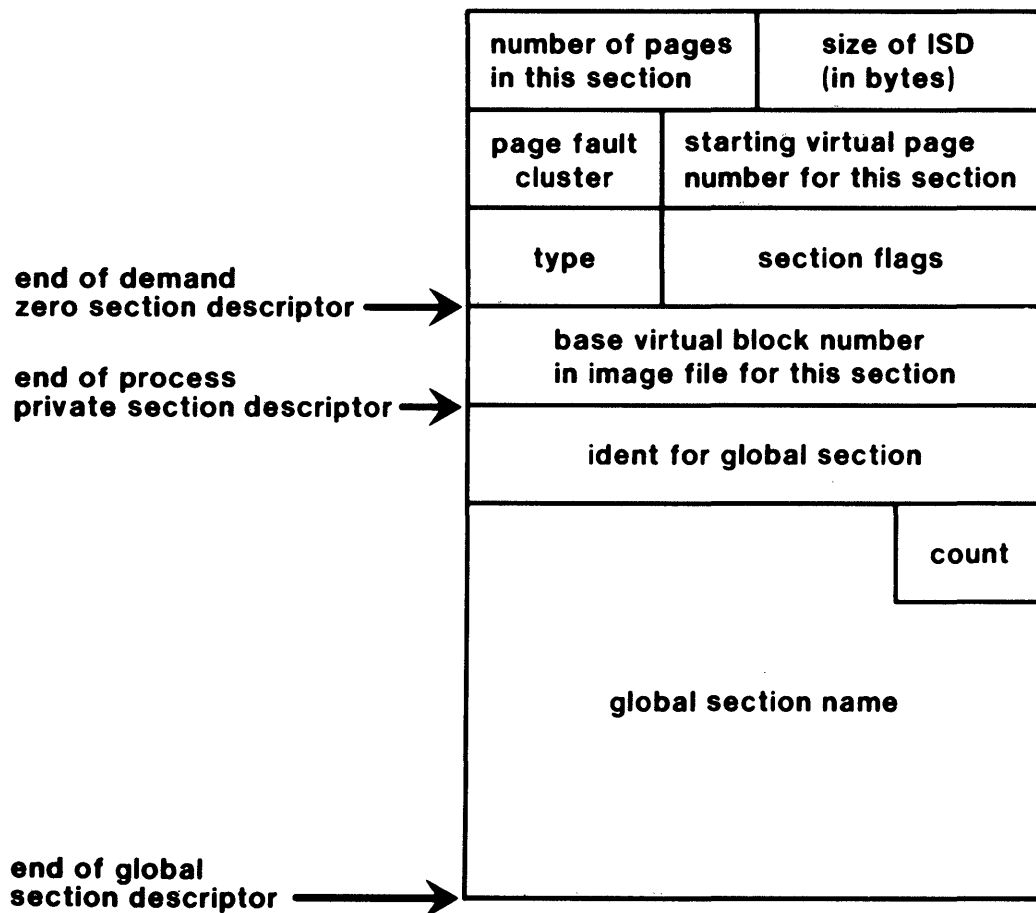 number of pages
in this section
size of ISD
(in bytes)
page fault
cluster
starting virtual page
number for this section
type
section flags
end of demand
zero section descriptor
base virtual block number
in image file for this section
end of process
private section descriptor
ident for global section
count
global section name
end of global
section descriptor